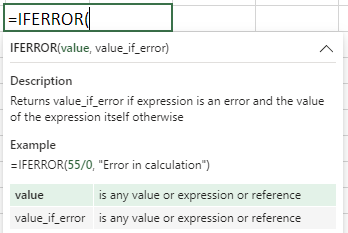 =IFERROR(
IFERROR(value, value_if_error)
Description
Returns value_if_error if expression is an error and the value
of the expression itself otherwise
Example
=IFERROR(55/0, "Error in calculation")
value is any value or expression or reference
value_if_error is any value or expression or reference